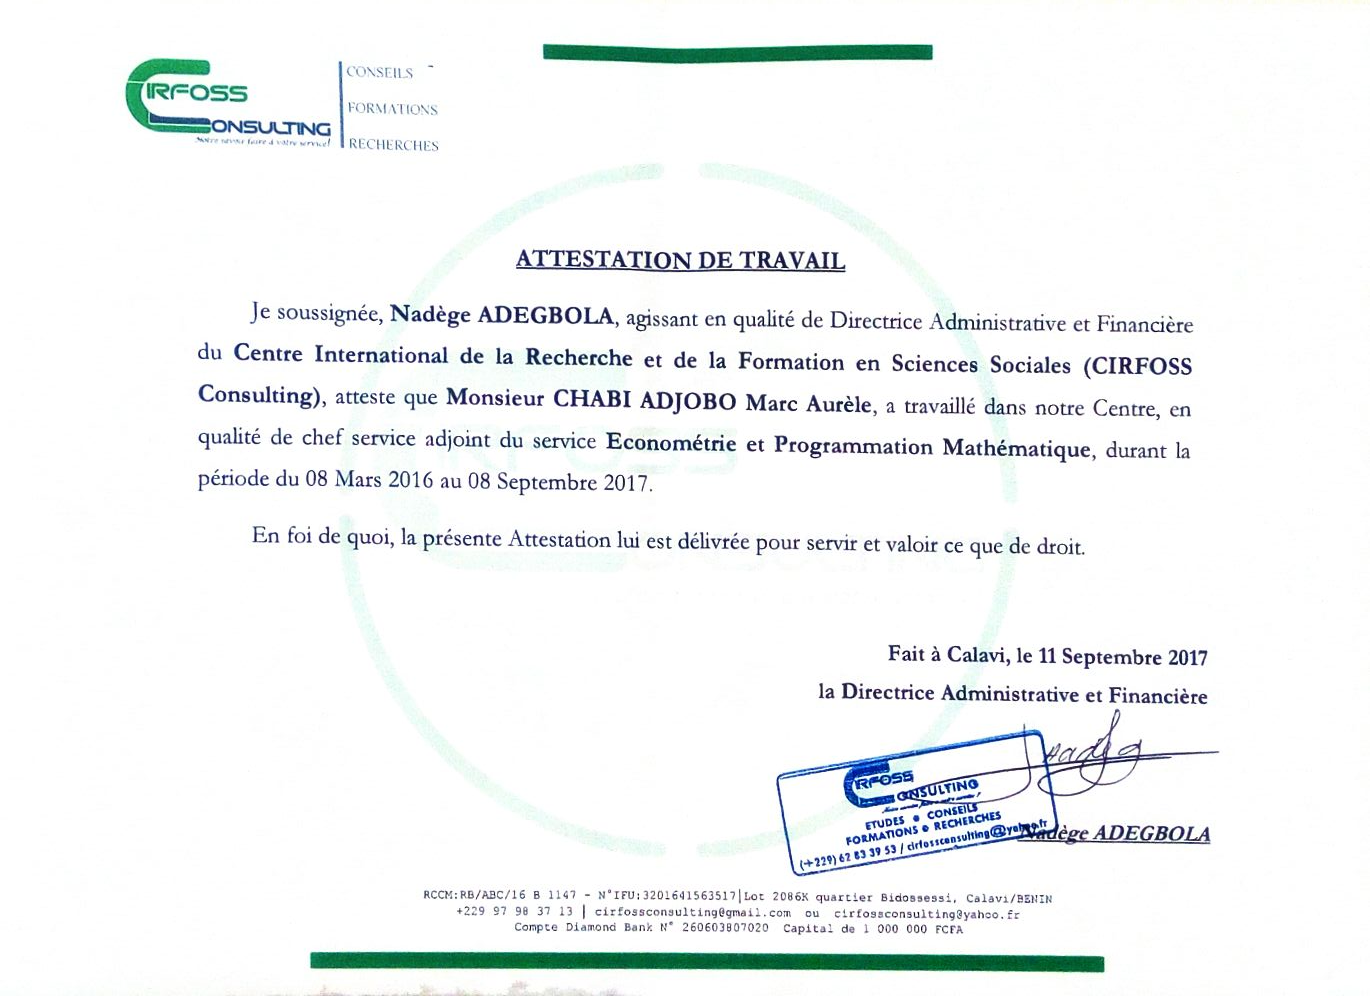 CIRFOSS
CONSULTING
Notre savoir faire à votre service!
CONSEILS
FORMATIONS
RECHERCHES
ATTESTATION DE TRAVAIL
Je soussignée, Nadège ADEGBOLA, agissant en qualité de Directrice Administrative et Financière
du Centre International de la Recherche et de la Formation en Sciences Sociales (CIRFOSS
Consulting), atteste que Monsieur CHABI ADJOBO Marc Aurèle, a travaillé dans notre Centre, en
qualité de chef service adjoint du service Econométrie et Programmation Mathématique, durant la
période du 08 Mars 2016 au 08 Septembre 2017.
En foi de quoi, la présente Attestation lui est délivrée pour servir et valoir ce que de droit.
Fait à Calavi, le 11 Septembre 2017
la Directrice Administrative et Financière
CIRFOSS
CONSULTING
ETUDES ● CONSEILS
FORMATIONS ● RECHERCHES
(+229) 62 83 39 53 / cirfossconsulting@yahoo.fr
Nadège ADEGBOLA
RCCM:RB/ABC/16 B 1147 - N°IFU:3201641563517|Lot 2086K quartier Bidossessi, Calavi/BENIN
+229 97 98 37 13 | cirfossconsulting@gmail.com ou cirfossconsulting@yahoo.fr
Compte Diamond Bank N° 260603807020 Capital de 1 000 000 FCFA